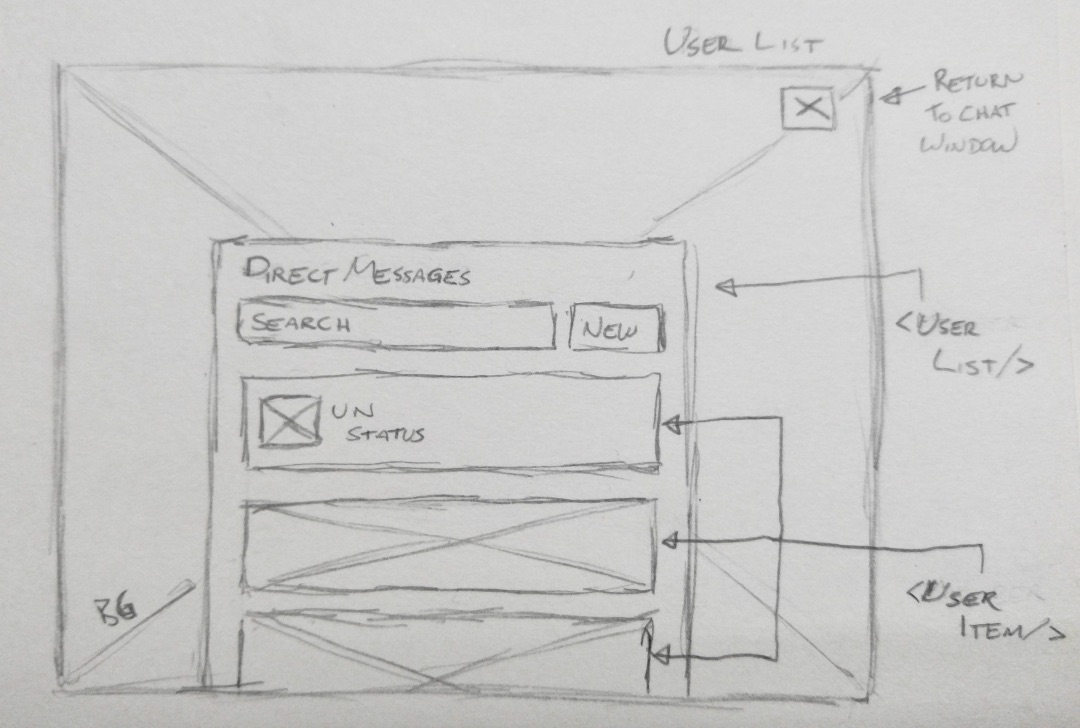 USER LIST
RETURN
TO CHAT
WINDOW
DIRECT MESSAGES
SEARCH
NEW
<USER
LIST/>
UN
STATUS
<USER
ITEM/>
BG